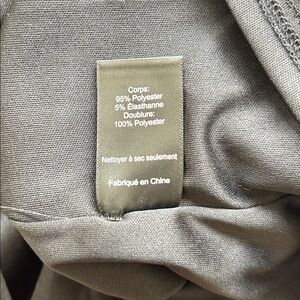 Corps:
95% Polyester
5% Élasthanne
Doublure:
100% Polyester
Nettoyer à sec seulement
Fabriqué en Chine